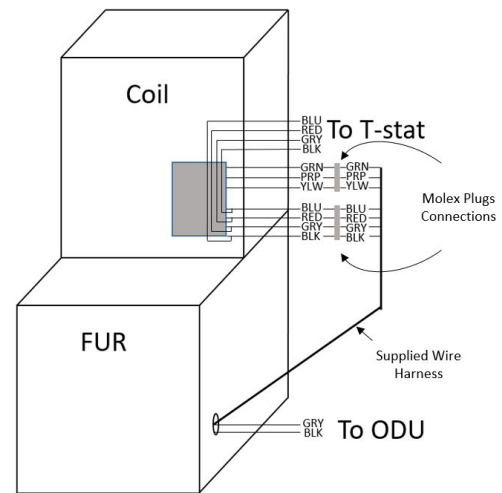 Coil
BLU
RED
GRY
BLK
To T-stat
GRN GRN
PRP PRP
YLW YLW
BLU BLU
RED RED
GRY GRY
BLK BLK
Molex Plugs
Connections
FUR
Supplied Wire
Harness
GRY
BLK
To ODU